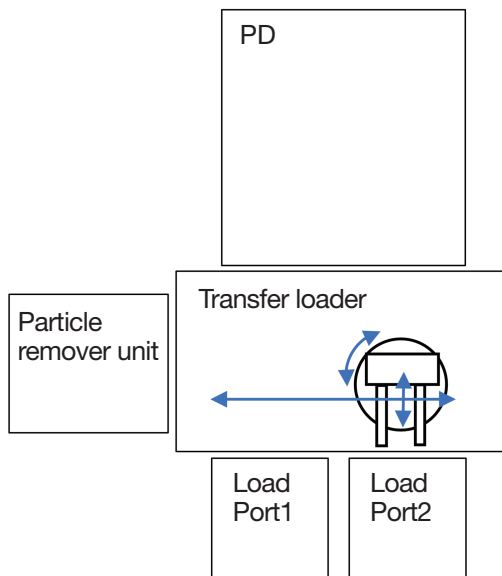 PD
Transfer loader
Particle
remover unit
Load
Port1
Load
Port2